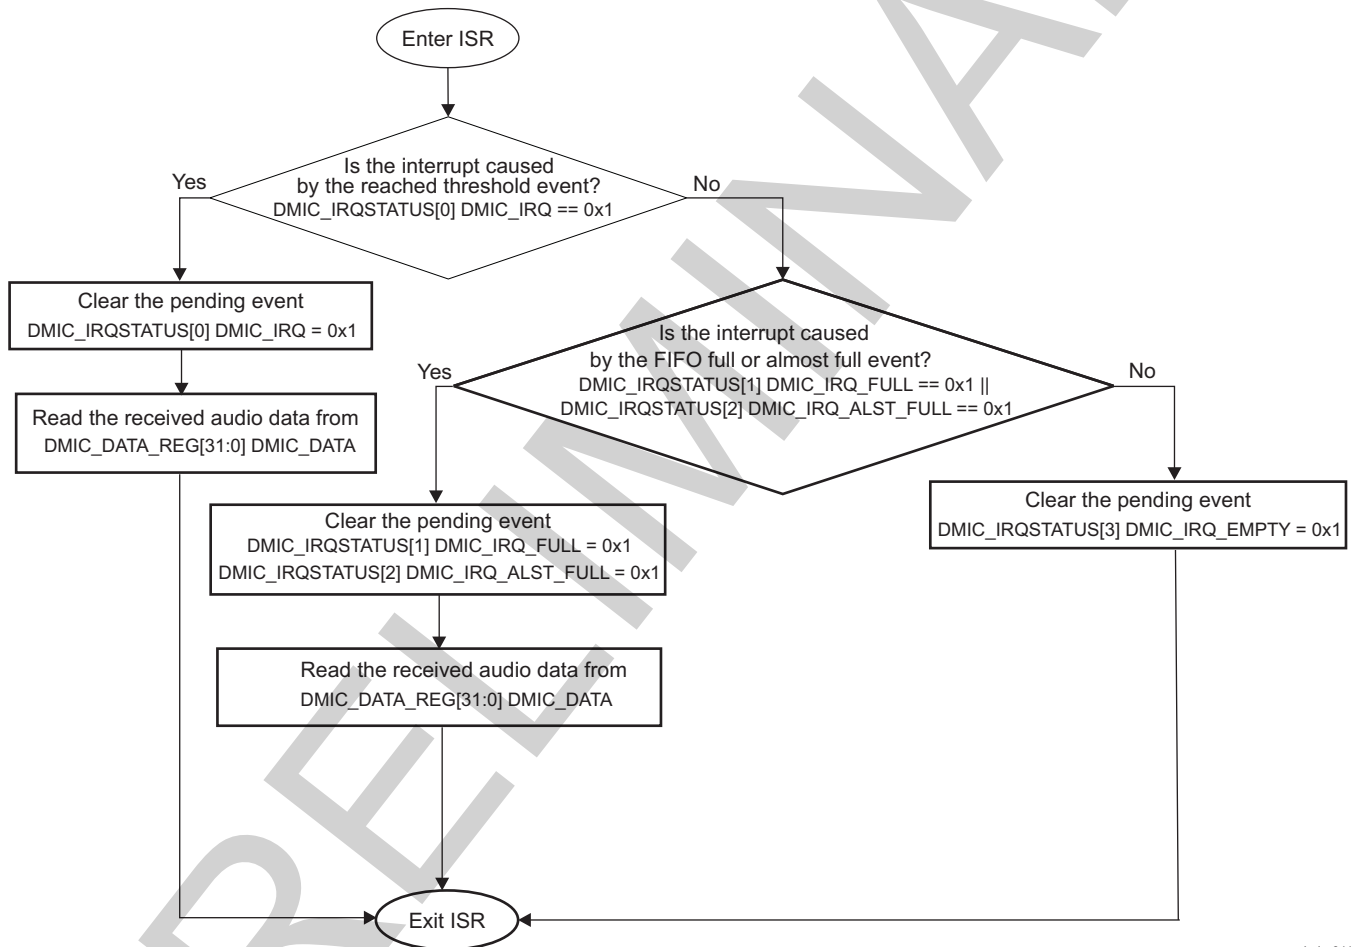 Enter ISR
Is the interrupt caused
by the reached threshold event?
DMIC_IRQSTATUS[0] DMIC_IRQ == 0x1
Yes
No
Clear the pending event
DMIC_IRQSTATUS[0] DMIC_IRQ = 0x1
Read the received audio data from
DMIC_DATA_REG[31:0] DMIC_DATA
Is the interrupt caused
by the FIFO full or almost full event?
DMIC_IRQSTATUS[1] DMIC_IRQ_FULL == 0x1 ||
DMIC_IRQSTATUS[2] DMIC_IRQ_ALST_FULL == 0x1
Yes
No
Clear the pending event
DMIC_IRQSTATUS[1] DMIC_IRQ_FULL = 0x1
DMIC_IRQSTATUS[2] DMIC_IRQ_ALST_FULL = 0x1
Read the received audio data from
DMIC_DATA_REG[31:0] DMIC_DATA
Clear the pending event
DMIC_IRQSTATUS[3] DMIC_IRQ_EMPTY = 0x1
Exit ISR
RELIMINA